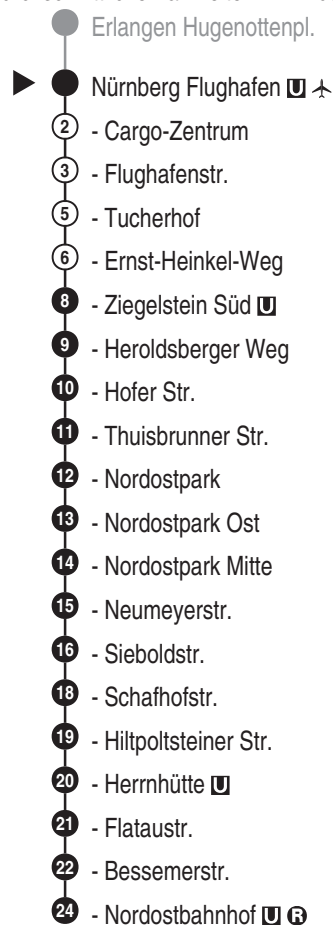 Erlangen Hugenottenpl.
Nürnberg Flughafen U
2 - Cargo-Zentrum
3 - Flughafenstr.
5 - Tucherhof
6 - Ernst-Heinkel-Weg
8 - Ziegelstein Süd U
9 - Heroldsberger Weg
10 - Hofer Str.
11 - Thuisbrunner Str.
12 - Nordostpark
13 - Nordostpark Ost
14 - Nordostpark Mitte
15 - Neumeyerstr.
16 - Sieboldstr.
18 - Schafhofstr.
19 - Hiltpoltsteiner Str.
20 - Herrnhütte U
21 - Flataustr.
22 - Bessemerstr.
24 - Nordostbahnhof U R